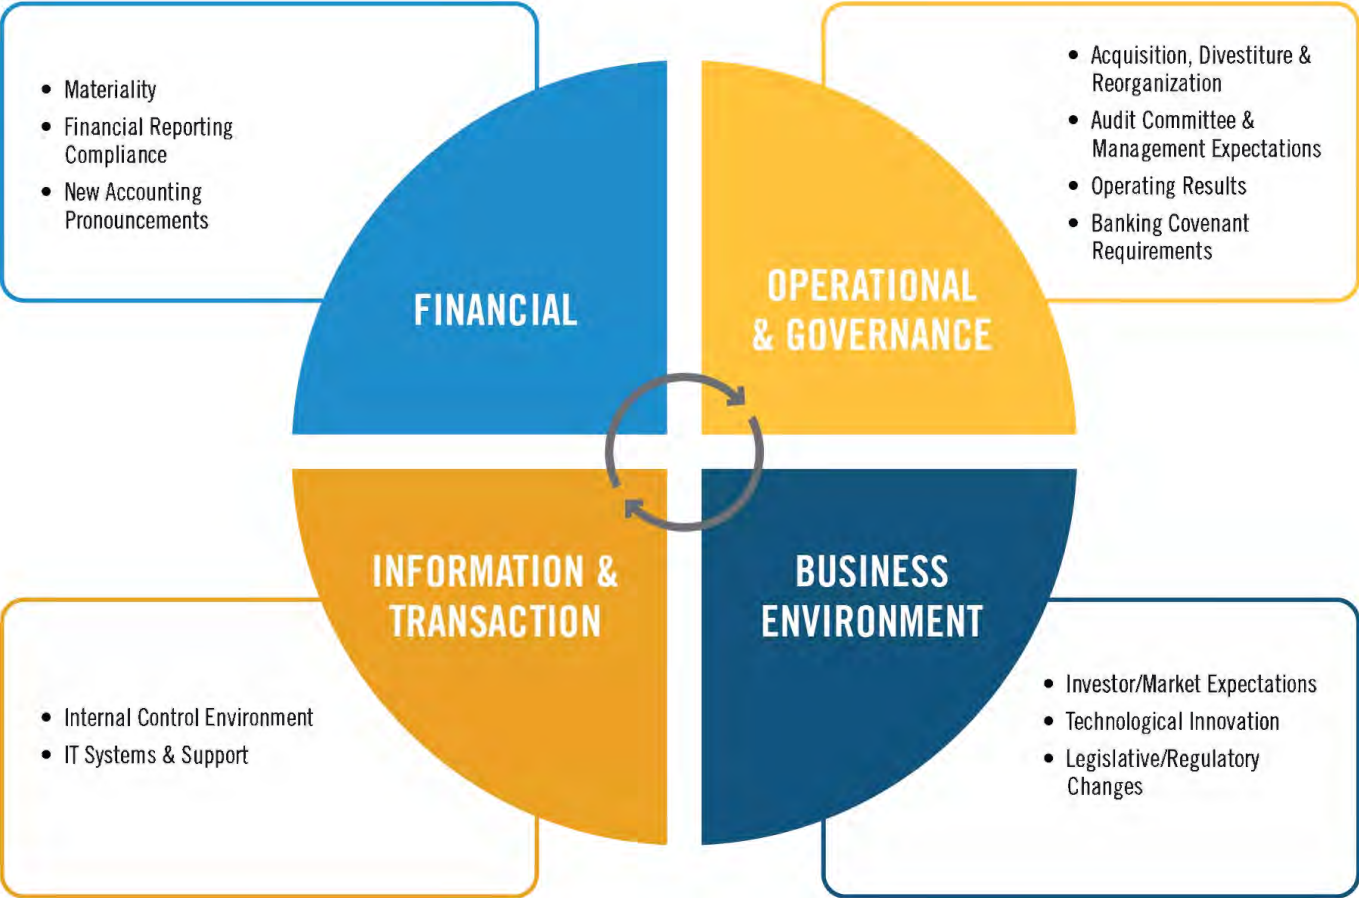 • Materiality
• Financial Reporting
Compliance
• New Accounting
Pronouncements
FINANCIAL
• Acquisition, Divestiture &
Reorganization
• Audit Committee &
Management Expectations
• Operating Results
• Banking Covenant
Requirements
OPERATIONAL
& GOVERNANCE
INFORMATION &
TRANSACTION
• Internal Control Environment
• IT Systems & Support
BUSINESS
ENVIRONMENT
• Investor/Market Expectations
• Technological Innovation
• Legislative/Regulatory
Changes